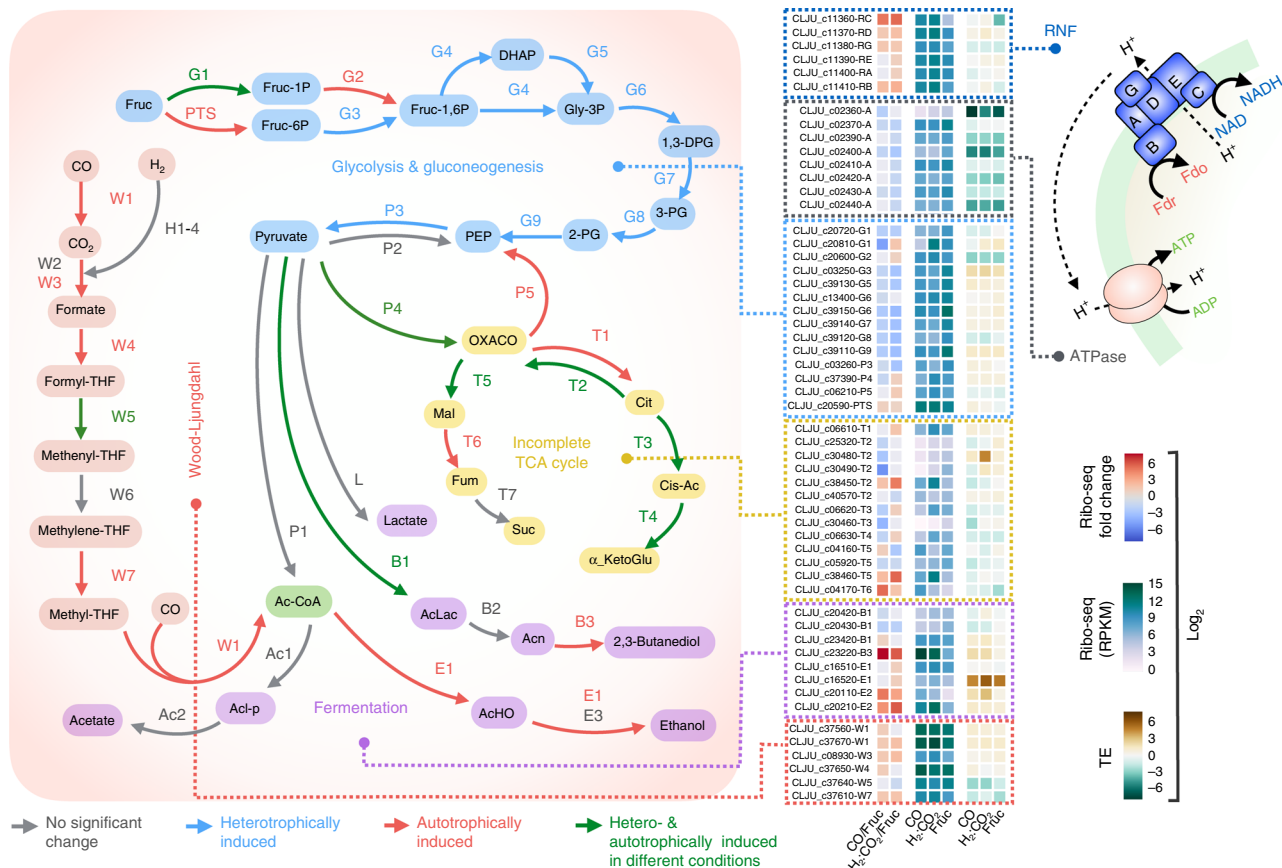 Fruc
G1
PTS
Fruc-1P
Fruc-6P
G2
G3
Fruc-1,6P
G4
G4
DHAP
G5
Gly-3P
G6
1,3-DPG
G7
3-PG
G8
2-PG
G9
PEP
P3
P2
Pyruvate
Glycolysis & gluconeogenesis
CO
H2
W1
H1-4
CO2
W2
W3
Formate
W4
Formyl-THF
W5
Methenyl-THF
W6
Methylene-THF
W7
Methyl-THF
CO
W1
Wood-Ljungdahl
P4
P5
OXACO
T1
T2
T5
Mal
Cit
T6
Incomplete
TCA cycle
T3
Fum
T7
Suc
Cis-Ac
T4
α_KetoGlu
L
Lactate
P1
B1
Ac-CoA
AcLac
B2
Acn
B3
2,3-Butanediol
Ac1
E1
Acl-p
Ac2
Acetate
Fermentation
AcHO
E1
E3
Ethanol
No significant
change
Heterotrophically
induced
Autotrophically
induced
Hetero- &
autotrophically induced
in different conditions
CLJU_c11360-RC
CLJU_c11370-RD
CLJU_c11380-RG
CLJU_c11390-RE
CLJU_c11400-RA
CLJU_c11410-RB
CLJU_c02360-A
CLJU_c02370-A
CLJU_c02390-A
CLJU_c02400-A
CLJU_c02410-A
CLJU_c02420-A
CLJU_c02430-A
CLJU_c02440-A
CLJU_c20720-G1
CLJU_c20810-G1
CLJU_c20600-G2
CLJU_c03250-G3
CLJU_c39130-G5
CLJU_c13400-G6
CLJU_c39150-G6
CLJU_c39140-G7
CLJU_c39120-G8
CLJU_c39110-G9
CLJU_c03260-P3
CLJU_c37390-P4
CLJU_c06210-P5
CLJU_c20590-PTS
CLJU_c06610-T1
CLJU_c25320-T2
CLJU_c30480-T2
CLJU_c30490-T2
CLJU_c38450-T2
CLJU_c40570-T2
CLJU_c06620-T3
CLJU_c30460-T3
CLJU_c06630-T4
CLJU_c04160-T5
CLJU_c05920-T5
CLJU_c38460-T5
CLJU_c04170-T6
CLJU_c20420-B1
CLJU_c20430-B1
CLJU_c23420-B1
CLJU_c23220-B3
CLJU_c16510-E1
CLJU_c16520-E1
CLJU_c20110-E2
CLJU_c20210-E2
CLJU_c37560-W1
CLJU_c37670-W1
CLJU_c08930-W3
CLJU_c37650-W4
CLJU_c37640-W5
CLJU_c37610-W7
CO/Fruc
H2:CO2/Fruc
CO
H2:CO2
Fruc
CO
H2:CO2
Fruc
RNF
ATPase
H+
G
D
E
C
A
B
NADH
NAD
H+
Fdo
Fdr
ATP
H+
H+
ADP
Ribo-seq
fold change
6
3
0
−3
−6
Ribo-seq
(RPKM)
15
12
9
6
3
0
TE
6
3
0
−3
−6
Log2